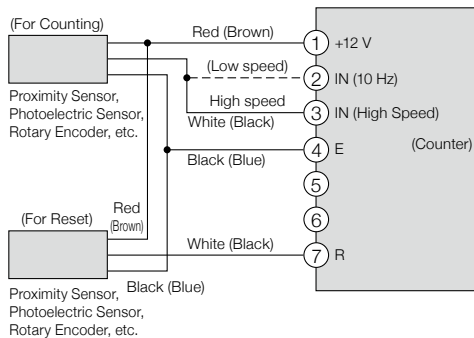 (For Counting)
Proximity Sensor,
Photoelectric Sensor,
Rotary Encoder, etc.
Red (Brown)
(Low speed)
High speed
White (Black)
Black (Blue)
1 +12 V
2 IN (10 Hz)
3 IN (High Speed)
4 E
(Counter)
5
6
7 R
(For Reset)
Red
(Brown)
White (Black)
Black (Blue)
Proximity Sensor,
Photoelectric Sensor,
Rotary Encoder, etc.